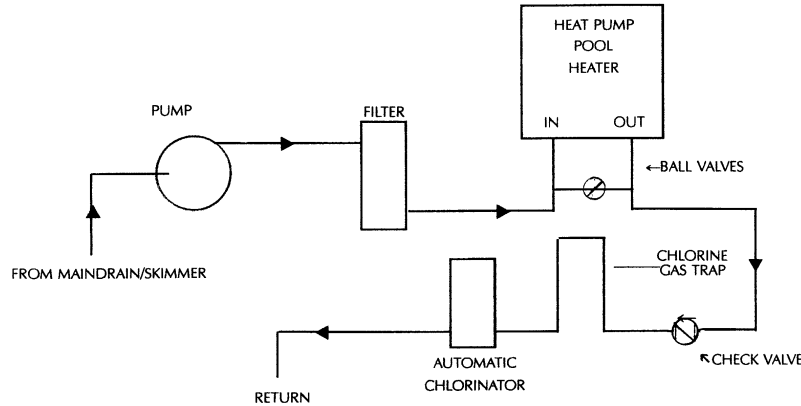 HEAT PUMP
POOL
HEATER
PUMP
FILTER
IN
OUT
←BALL VALVES
FROM MAINDRAIN/SKIMMER
CHLORINE
GAS TRAP
AUTOMATIC
CHLORINATOR
CHECK VALVE
RETURN